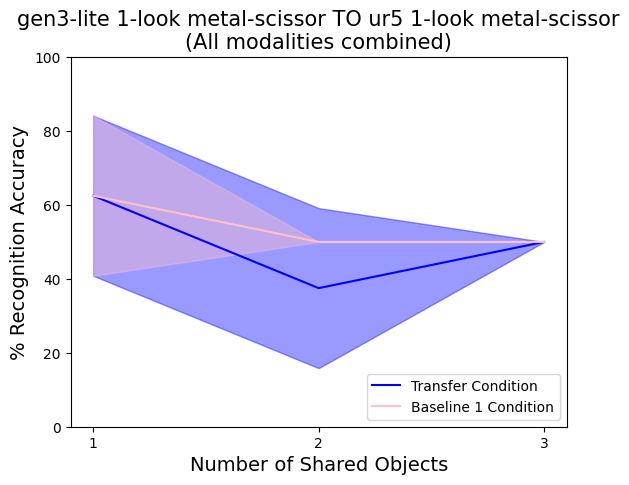 gen3-lite 1-look metal-scissor TO ur5 1-look metal-scissor
(All modalities combined)
100
80
60
40
20
0
% Recognition Accuracy
1
2
3
Number of Shared Objects
Transfer Condition
Baseline 1 Condition